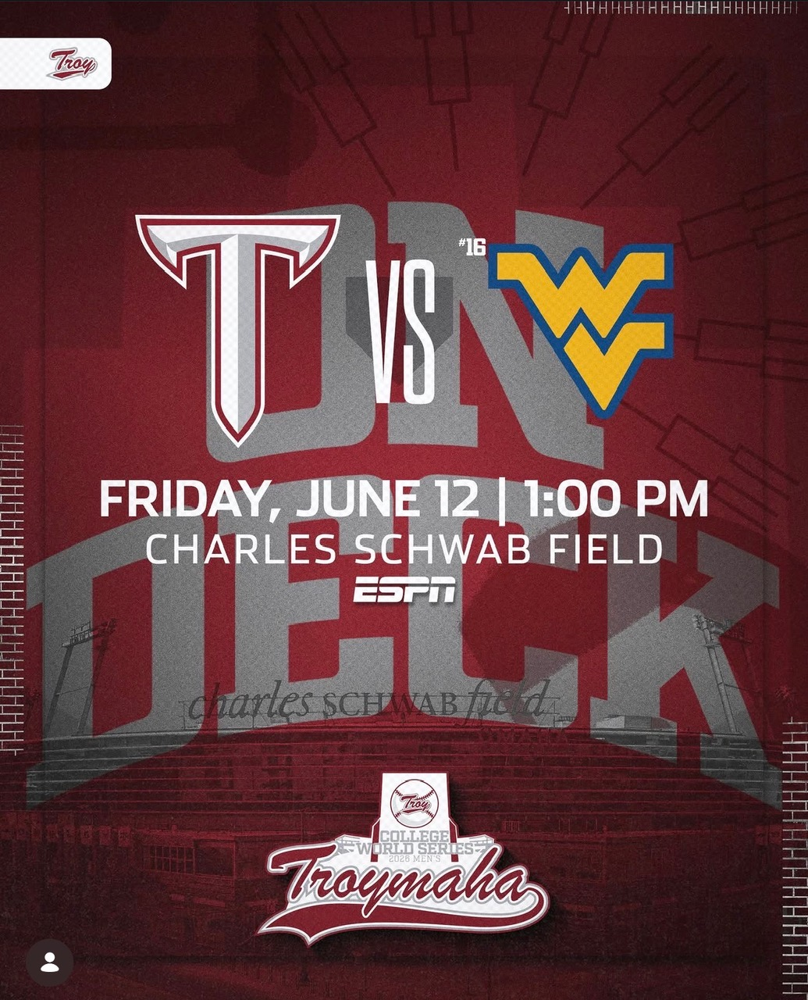 Troy
ON
DECK
T VS #16 WV
FRIDAY, JUNE 12 | 1:00 PM
CHARLES SCHWAB FIELD
ESPN
charles SCHWAB field
Troy
COLLEGE
WORLD SERIES
2026 MEN'S
Troymaha